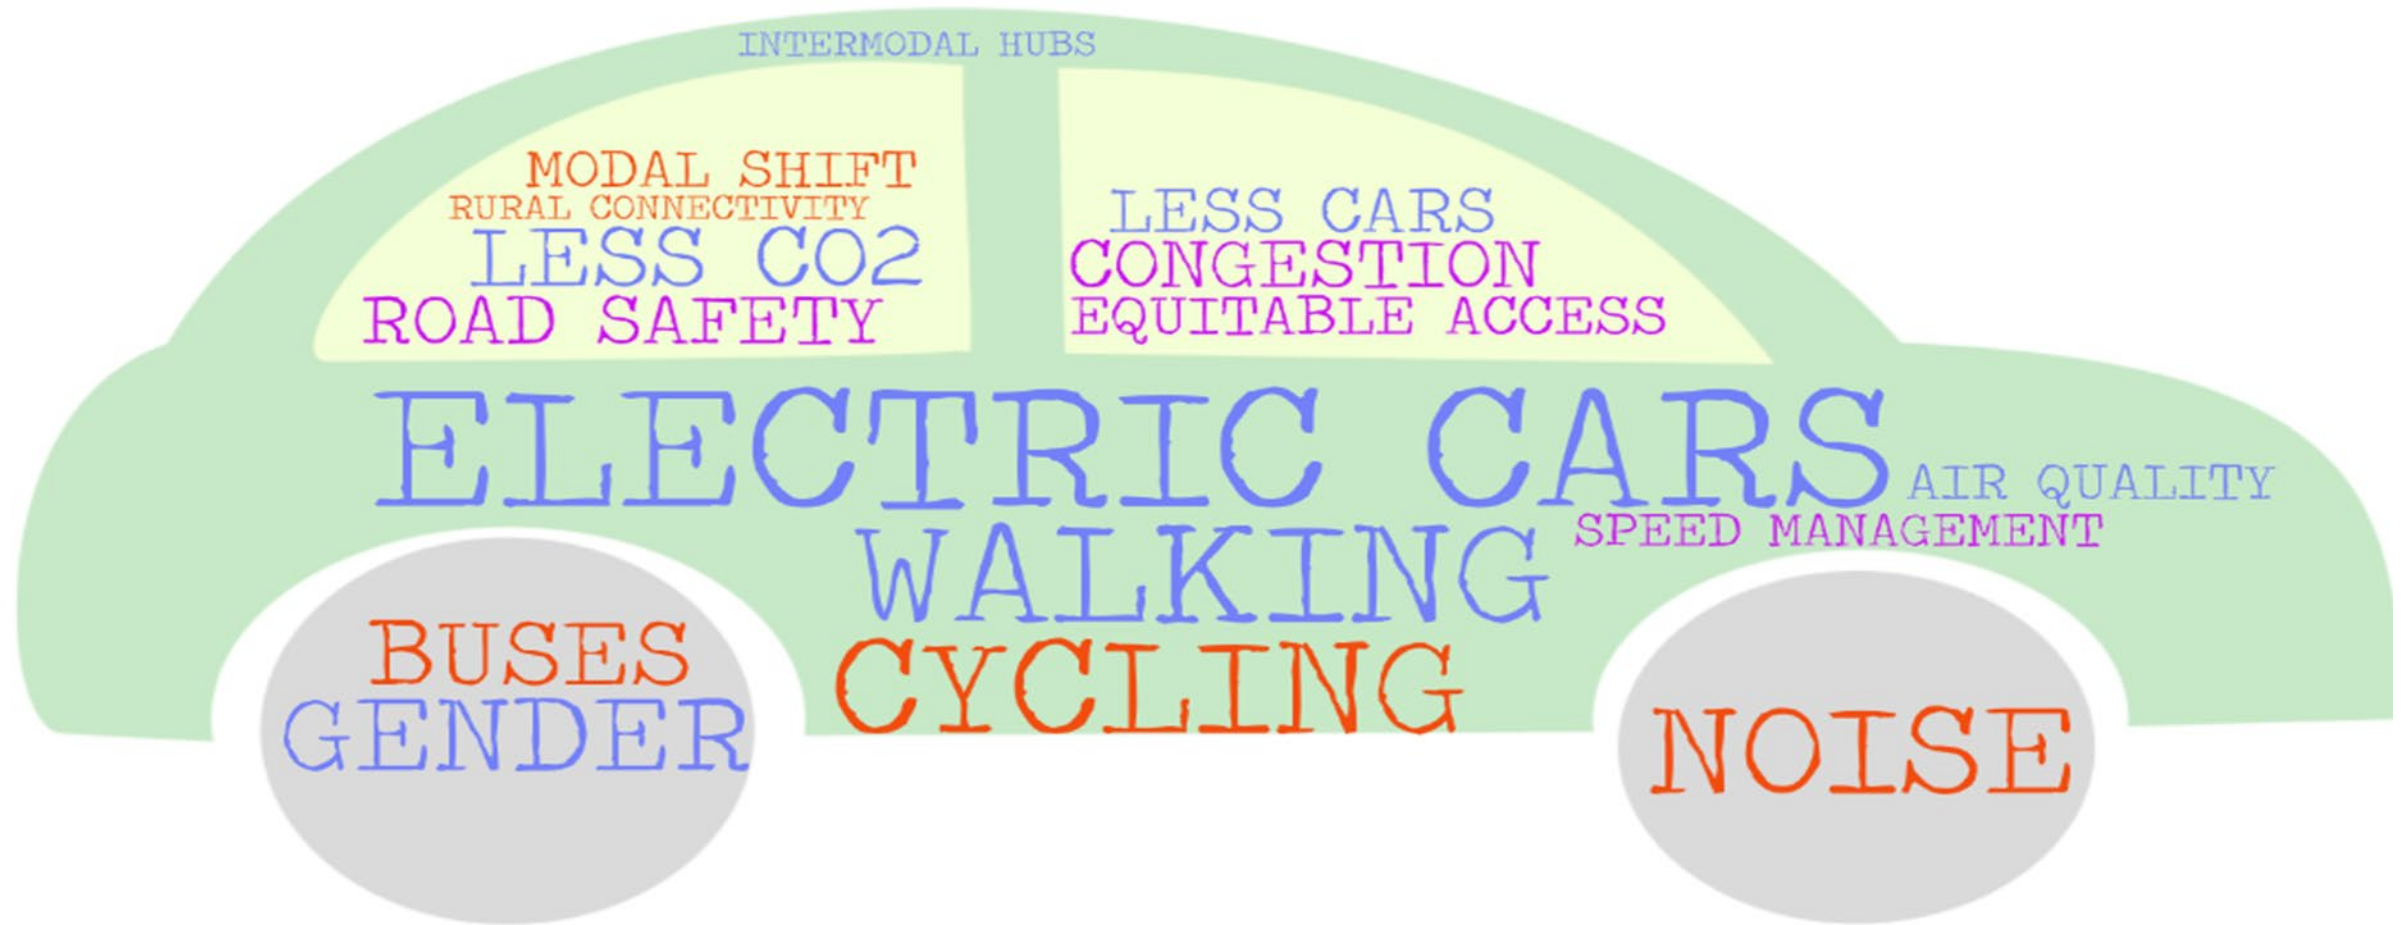 INTERMODAL HUBS
MODAL SHIFT
RURAL CONNECTIVITY
LESS CO2
ROAD SAFETY
LESS CARS
CONGESTION
EQUITABLE ACCESS
ELECTRIC CARS
AIR QUALITY
SPEED MANAGEMENT
WALKING
CYCLING
BUSES
GENDER
NOISE